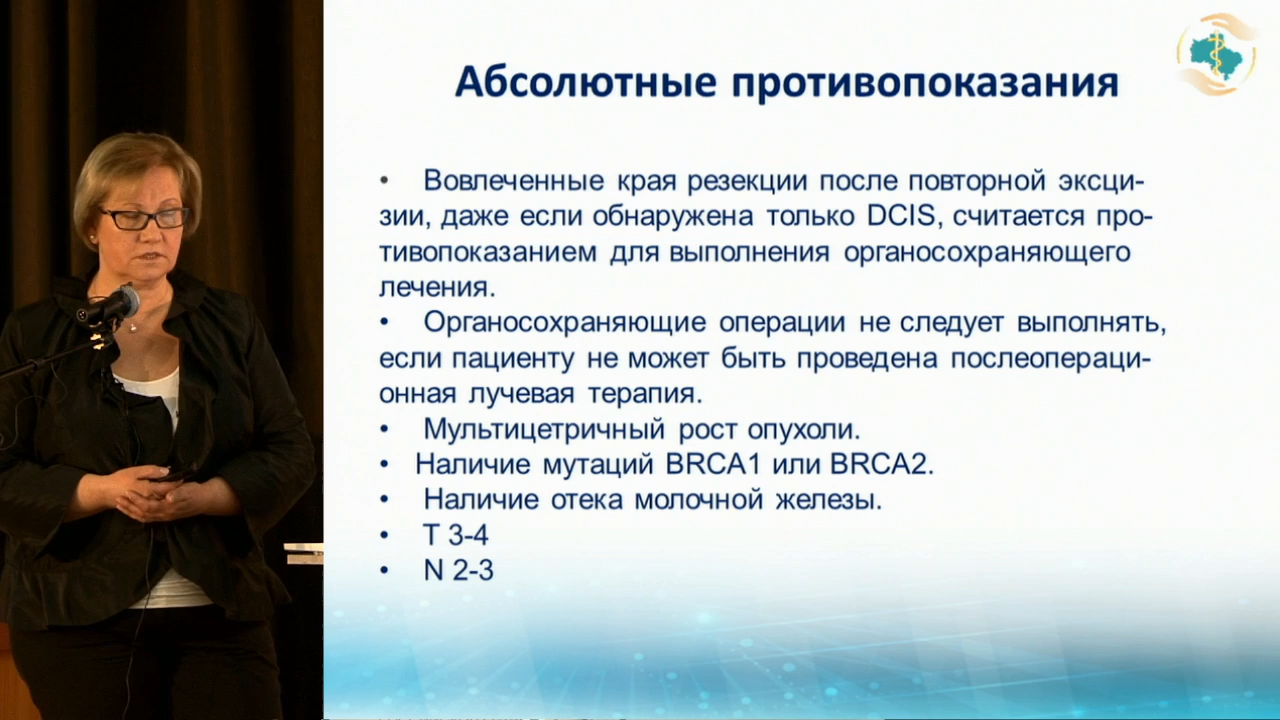 Абсолютные противопоказания
• Вовлеченные края резекции после повторной эксци-
зии, даже если обнаружена только DCIS, считается про-
тивопоказанием для выполнения органосохраняющего
лечения.
• Органосохраняющие операции не следует выполнять,
если пациенту не может быть проведена послеопераци-
онная лучевая терапия.
• Мультицетричный рост опухоли.
• Наличие мутаций BRCA1 или BRCA2.
• Наличие отека молочной железы.
• T 3-4
• N 2-3